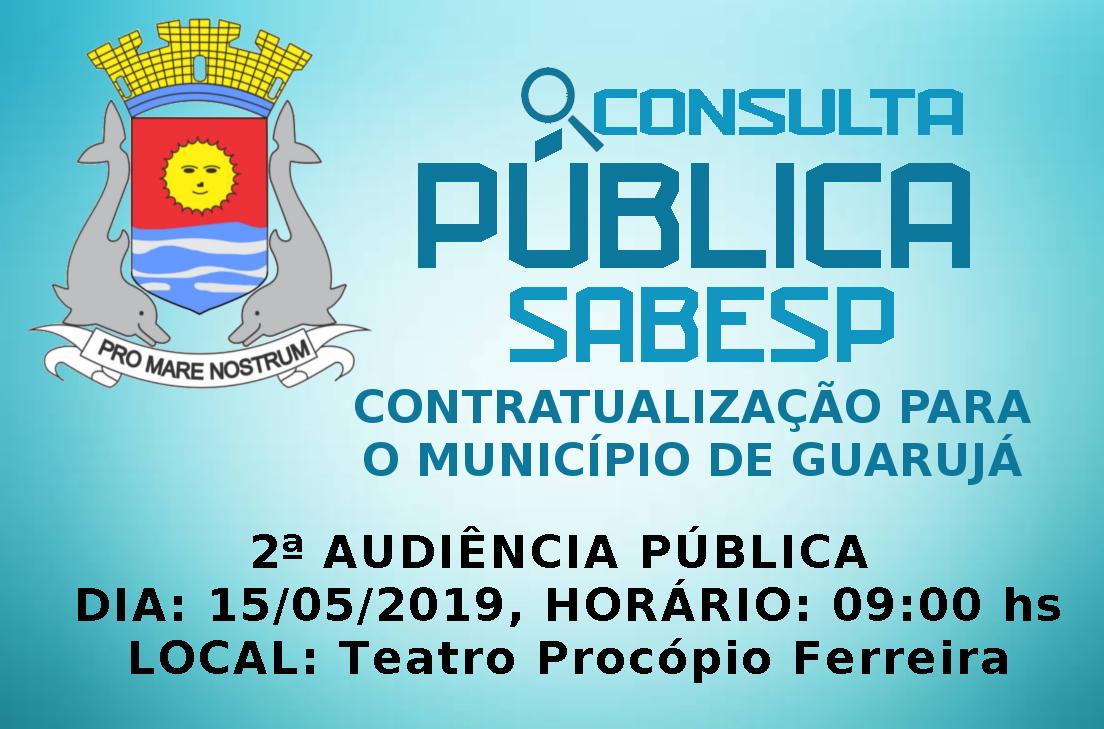 PRO MARE NOSTRUM
CONSULTA
PÚBLICA
SABESP
CONTRATUALIZAÇÃO PARA
O MUNICÍPIO DE GUARUJÁ
2ª AUDIÊNCIA PÚBLICA
DIA: 15/05/2019, HORÁRIO: 09:00 hs
LOCAL: Teatro Procópio Ferreira